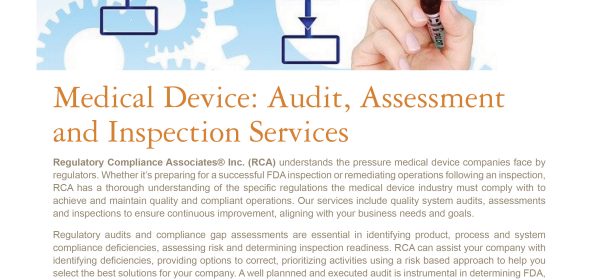 Medical Device: Audit, Assessment
and Inspection Services
Regulatory Compliance Associates® Inc. (RCA) understands the pressure medical device companies face by
regulators. Whether it's preparing for a successful FDA inspection or remediating operations following an inspection,
RCA has a thorough understanding of the specific regulations the medical device industry must comply with to
achieve and maintain quality and compliant operations. Our services include quality system audits, assessments
and inspections to ensure continuous improvement, aligning with your business needs and goals.
Regulatory audits and compliance gap assessments are essential in identifying product, process and system
compliance deficiencies, assessing risk and determining inspection readiness. RCA can assist your company with
identifying deficiencies, providing options to correct, prioritizing activities using a risk based approach to help you
select the best solutions for your company. A well plannned and executed audit is instrumental in determining FDA,